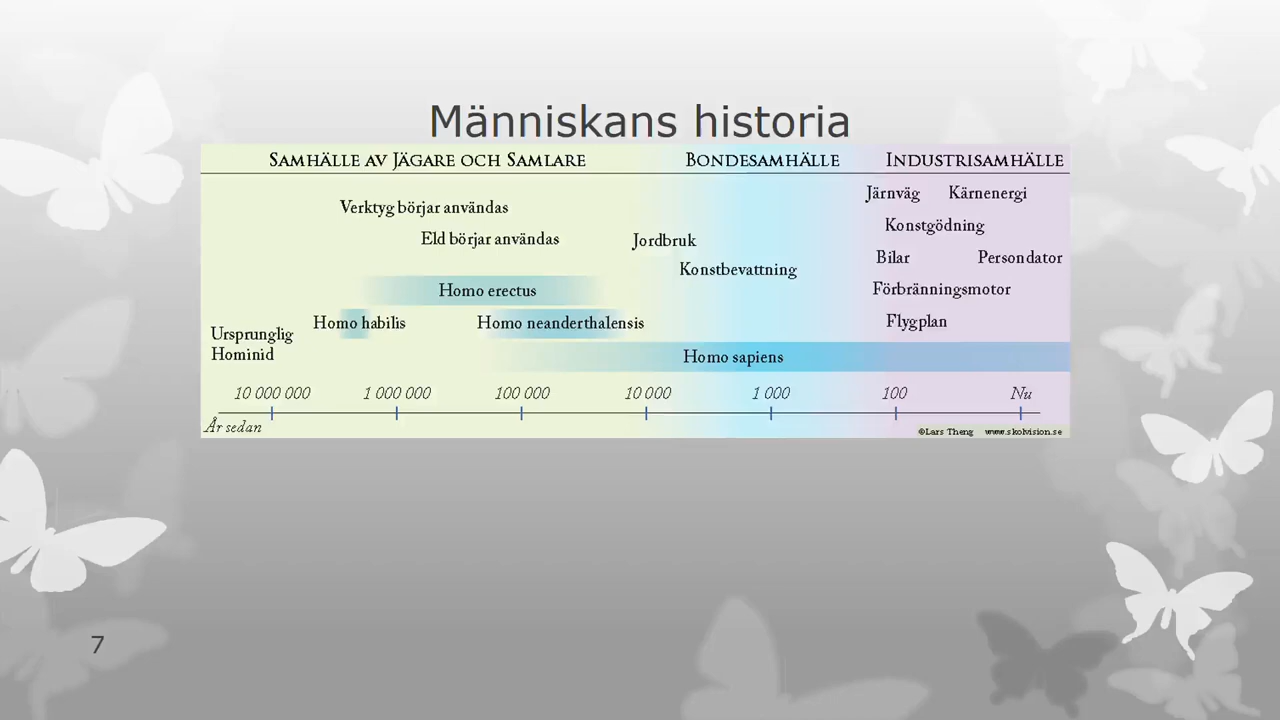 Människans historia
Samhälle av Jägare och Samlare Bondesamhälle Industrisamhälle
Järnväg Kärnenergi
Verktyg börjar användas
Konstgödning
Eld börjar användas Jordbruk
Bilar Persondator
Konstbevattning
Homo erectus Förbränningsmotor
Homo habilis Homo neanderthalensis Flygplan
Ursprunglig
Hominid
Homo sapiens
10 000 000 1 000 000 100 000 10 000 1 000 100 Nu
År sedan
©Lars Theng www.skolvision.se
7